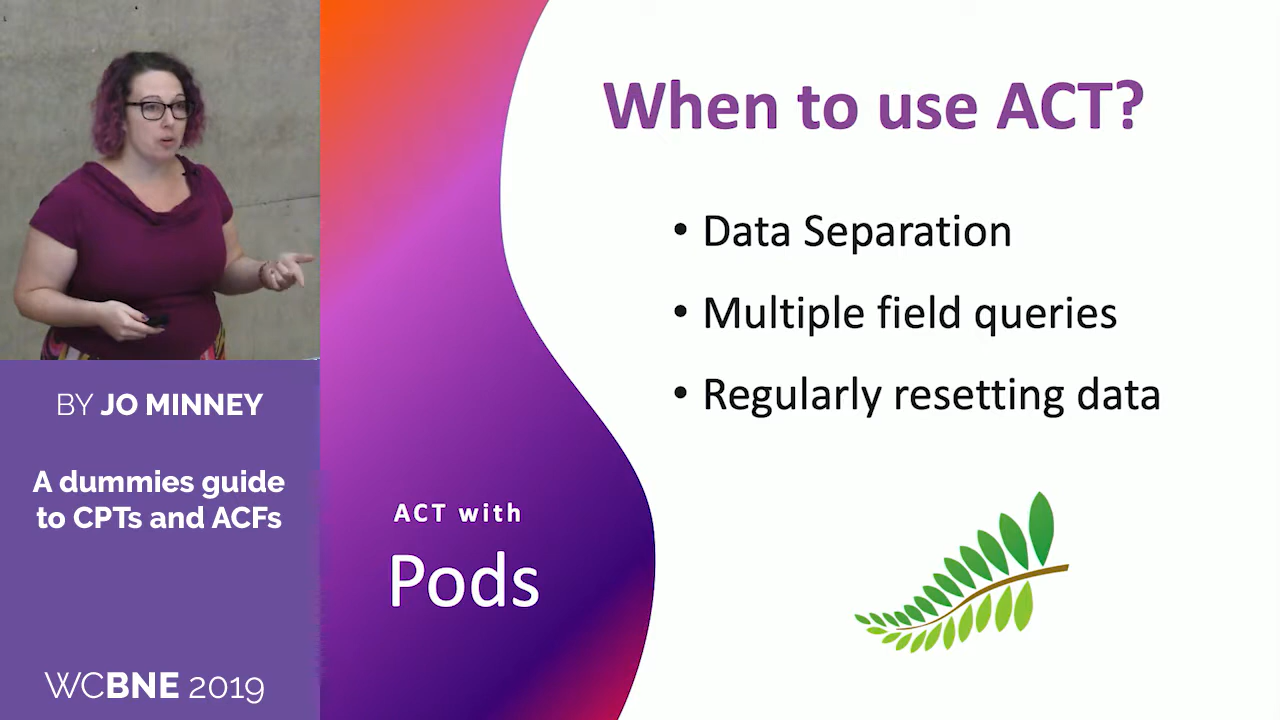 BY JO MINNEY
A dummies guide
to CPTs and ACFs
WCBNE 2019
ACT with
Pods
When to use ACT?
• Data Separation
• Multiple field queries
• Regularly resetting data